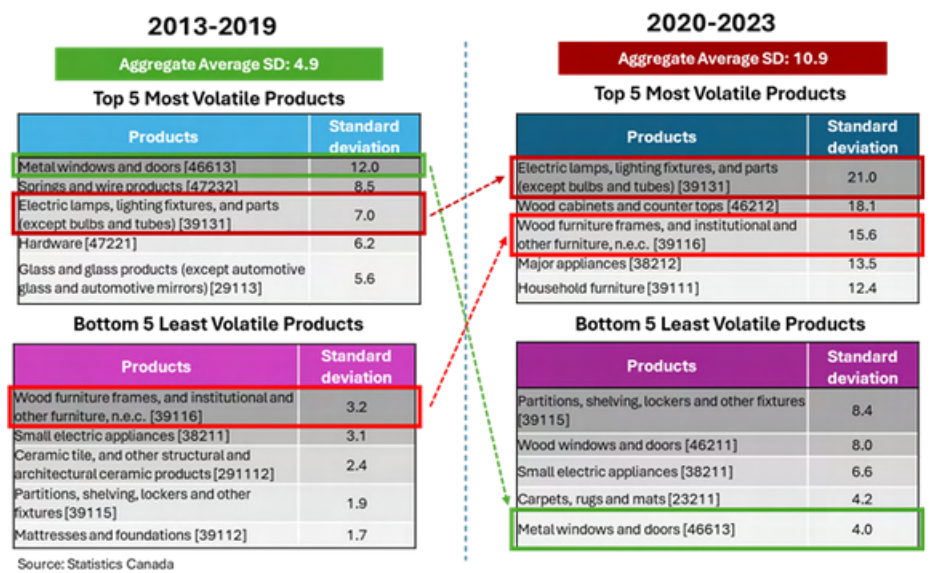 2013-2019
Aggregate Average SD: 4.9
Top 5 Most Volatile Products
Products
Standard
deviation
Metal windows and doors [46613] 12.0
Springs and wire products [47232] 8.5
Electric lamps, lighting fixtures, and parts
(except bulbs and tubes) [39131]
7.0
Hardware [47221] 6.2
Glass and glass products (except automotive
glass and automotive mirrors) [29113]
5.6
Bottom 5 Least Volatile Products
Products
Standard
deviation
Wood furniture frames, and institutional and
other furniture, n.e.c. [39116]
3.2
Small electric appliances [38211] 3.1
Ceramic tile, and other structural and
architectural ceramic products [291112]
2.4
Partitions, shelving, lockers and other
fixtures [39115]
1.9
Mattresses and foundations [39112] 1.7
Source: Statistics Canada
2020-2023
Aggregate Average SD: 10.9
Top 5 Most Volatile Products
Products
Standard
deviation
Electric lamps, lighting fixtures, and parts
(except bulbs and tubes) [39131]
21.0
Wood cabinets and counter tops [46212] 18.1
Wood furniture frames, and institutional and
other furniture, n.e.c. [39116]
15.6
Major appliances [38212] 13.5
Household furniture [39111] 12.4
Bottom 5 Least Volatile Products
Products
Standard
deviation
Partitions, shelving, lockers and other fixtures
[39115]
8.4
Wood windows and doors [46211] 8.0
Small electric appliances [38211] 6.6
Carpets, rugs and mats [23211] 4.2
Metal windows and doors [46613] 4.0